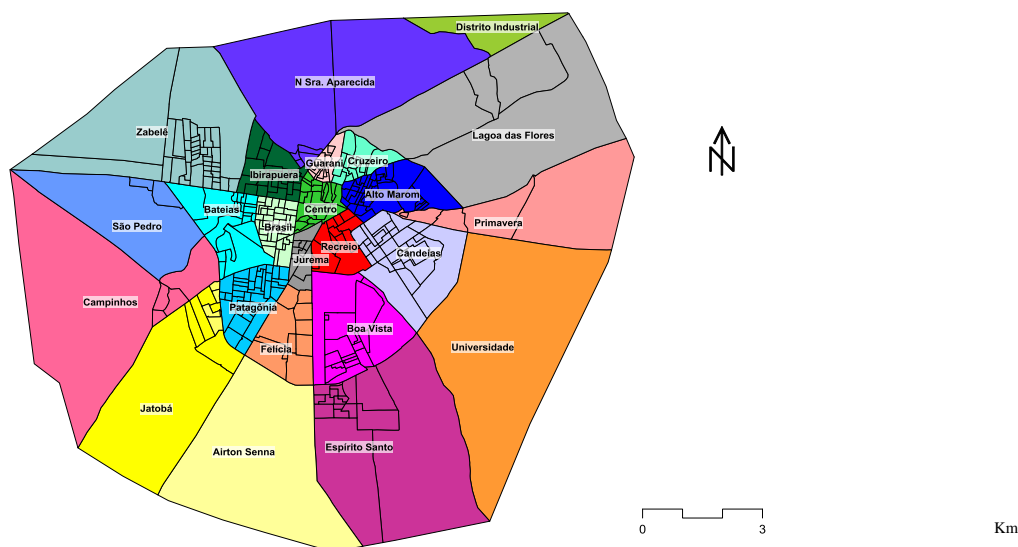 Distrito Industrial
N Sra. Aparecida
Zabelê
Lagoa das Flores
Guarani
Cruzeiro
Ibirapuera
Alto Marom
Centro
Bateias
São Pedro
Brasil
Primavera
Recreio
Candeias
Jurema
Campinhos
Patagônia
Boa Vista
Felícia
Universidade
Jatobá
Airton Senna
Espírito Santo
N
0 3 Km